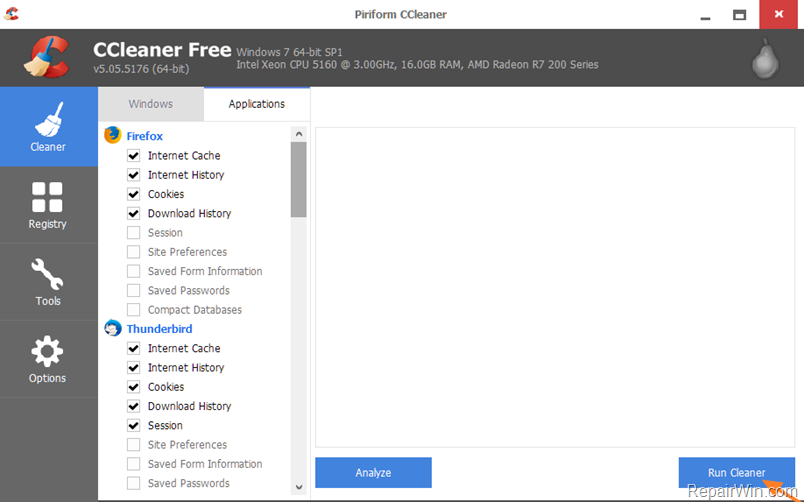 Piriform CCleaner
CCleaner Free
Windows 7 64-bit SP1
v5.05.5176 (64-bit)
Intel Xeon CPU 5160 @ 3.00GHz, 16.0GB RAM, AMD Radeon R7 200 Series
Cleaner
Registry
Tools
Options
Windows
Applications
Firefox
Internet Cache
Internet History
Cookies
Download History
Session
Site Preferences
Saved Form Information
Saved Passwords
Compact Databases
Thunderbird
Internet Cache
Internet History
Cookies
Download History
Session
Site Preferences
Saved Form Information
Saved Passwords
Analyze
Run Cleaner
RepairWin.com